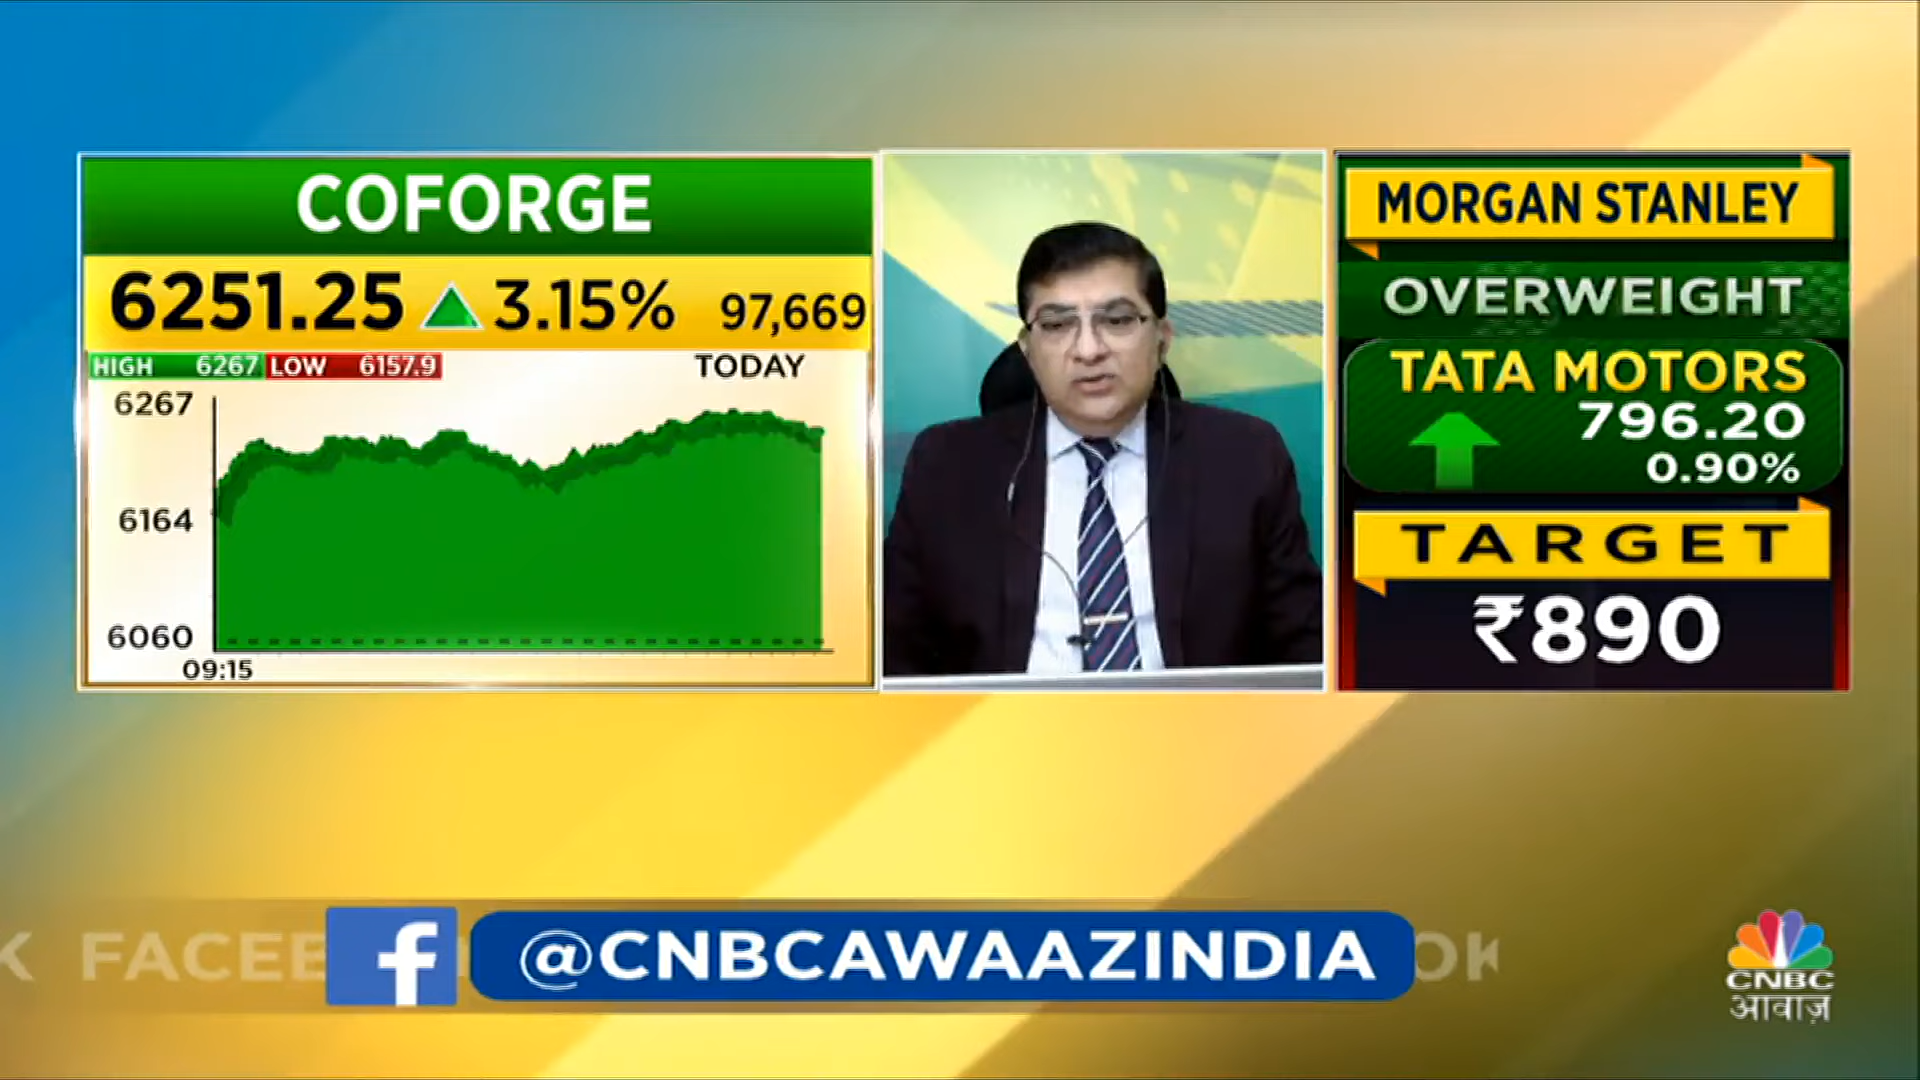 COFORGE
6251.25 3.15% 97,669
HIGH 6267 LOW 6157.9 TODAY
6267
6164
6060
09:15
MORGAN STANLEY
OVERWEIGHT
TATA MOTORS
796.20
0.90%
TARGET
₹890
K FACEB OK
f @CNBCAWAAZINDIA
CNBC
आवाज़